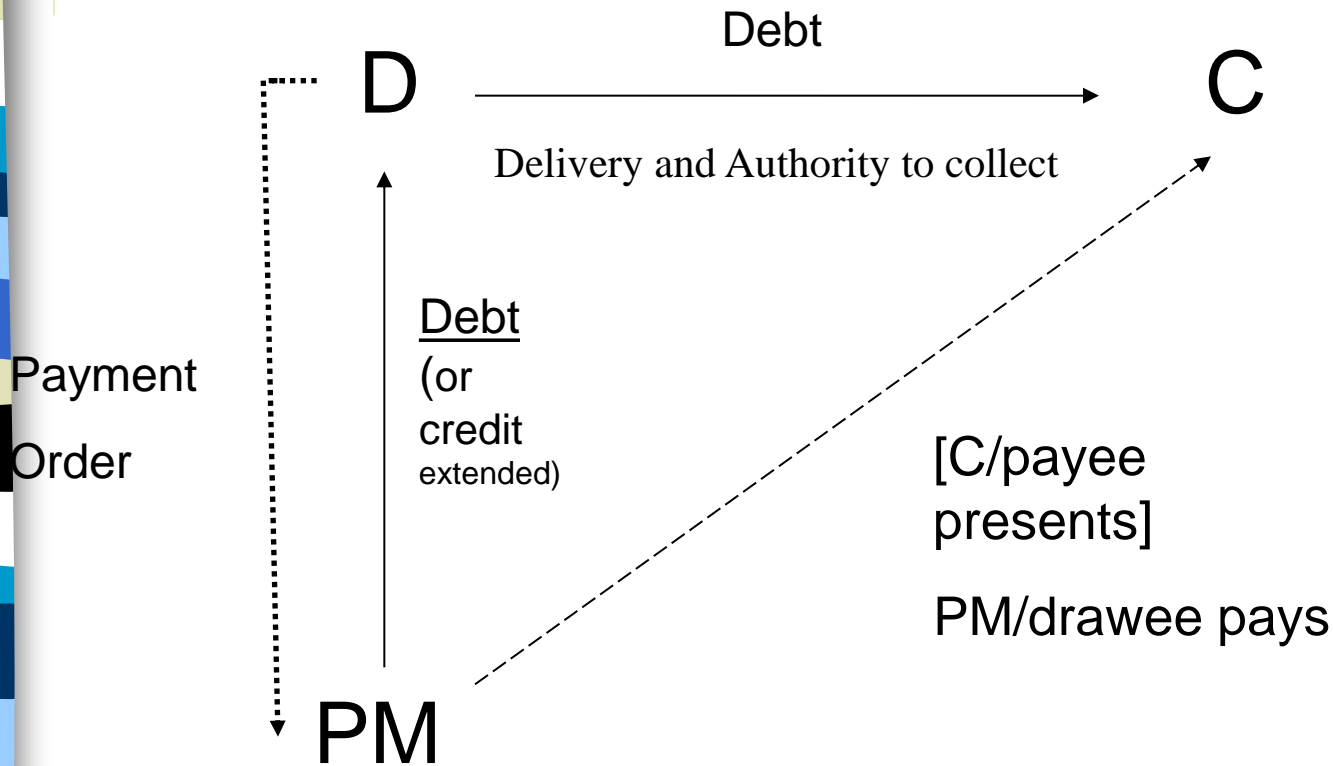 Debt
D
C
Delivery and Authority to collect
Debt
(or
credit
extended)
Payment
Order
[C/payee
presents]
PM/drawee pays
PM